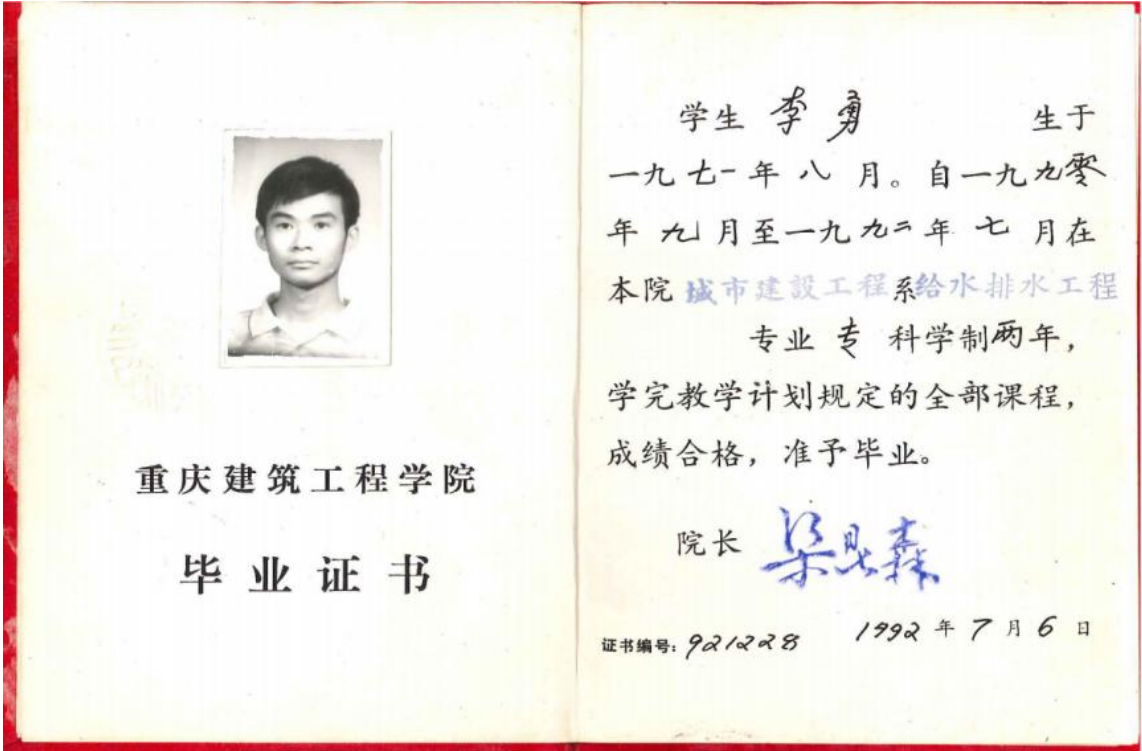 重庆建筑工程学院
毕业证书
学生 李勇 生于
一九七一年八月。自一九九零
年九月至一九九二年七月在
本院城市建設工程系给水排水工程
专业专科学制两年，
学完教学计划规定的全部课程，
成绩合格，准予毕业。
院长
证书编号：921228 1992年7月6日